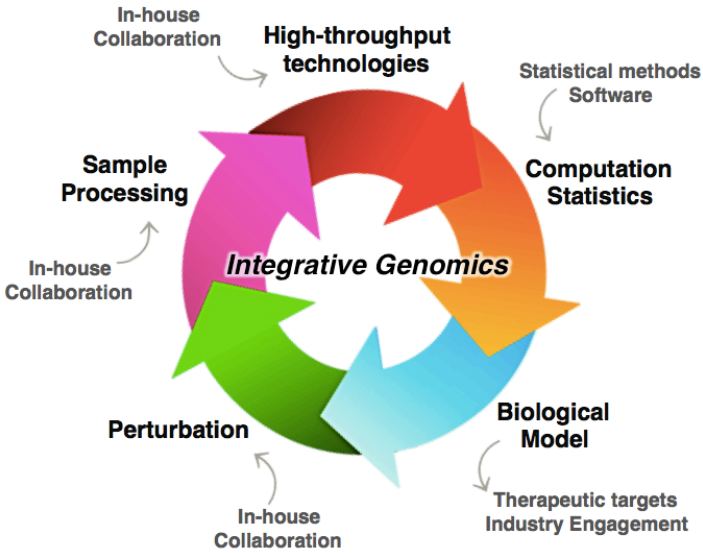 In-house
Collaboration
High-throughput
technologies
Statistical methods
Software
Computation
Statistics
Sample
Processing
In-house
Collaboration
Integrative Genomics
Biological
Model
Therapeutic targets
Industry Engagement
Perturbation
In-house
Collaboration